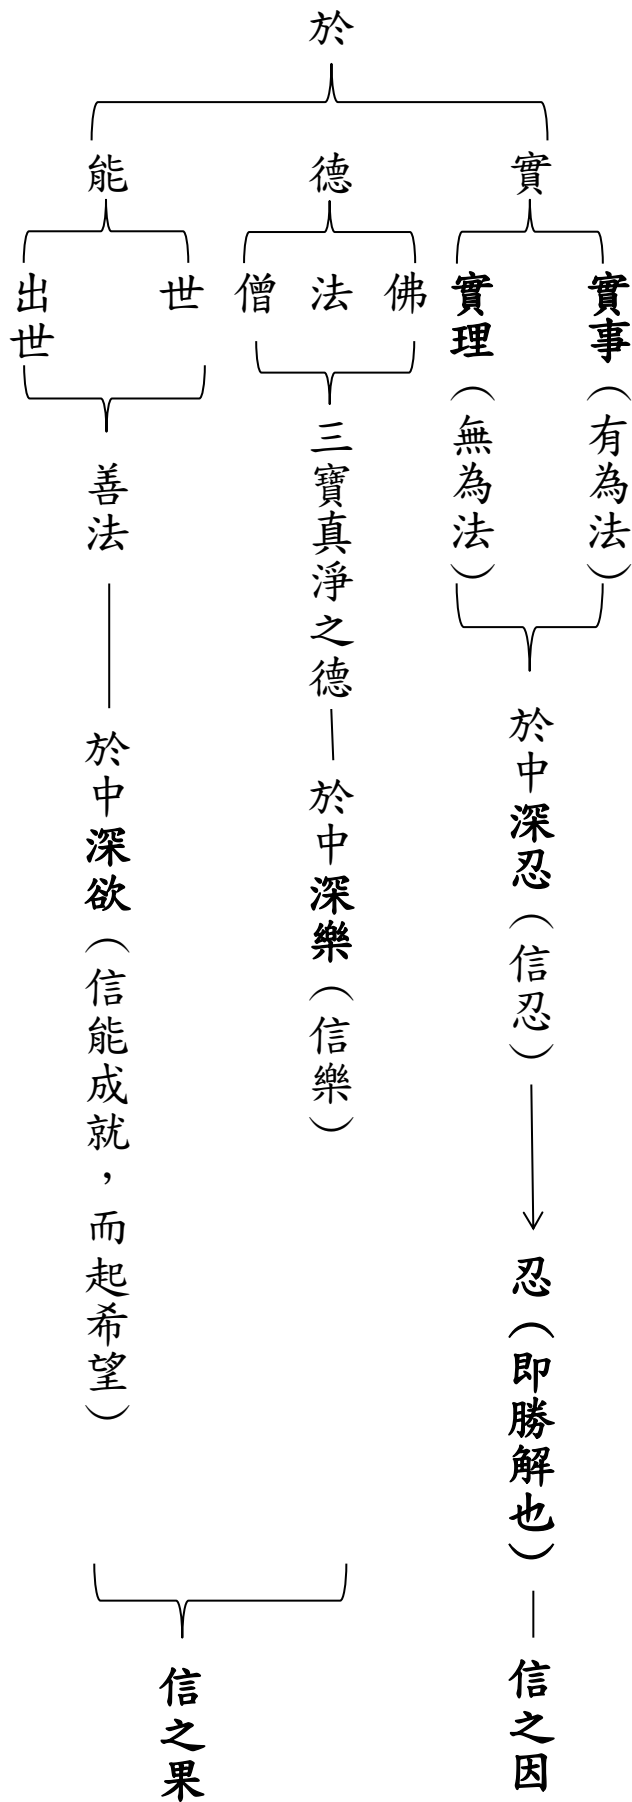 於
實
德
能
實事（有為法）
實理（無為法）
佛
法
僧
世
出世
三寶真淨之德
善法
於中深忍（信忍）
於中深樂（信樂）
於中深欲（信能成就，而起希望）
忍（即勝解也）
信之因
信之果